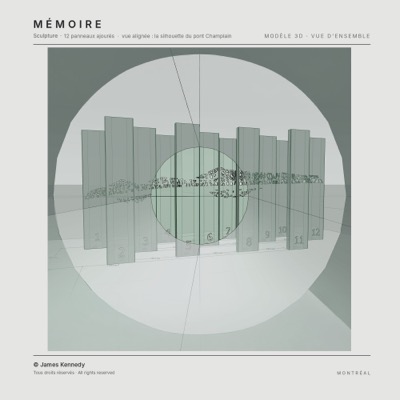 MÉMOIRE
Sculpture · 12 panneaux ajourés · vue alignée : la silhouette du pont Champlain
MODÈLE 3D · VUE D'ENSEMBLE
1 2 3 5 6 7 8 9 10 11 12
© James Kennedy
Tous droits réservés · All rights reserved
MONTRÉAL